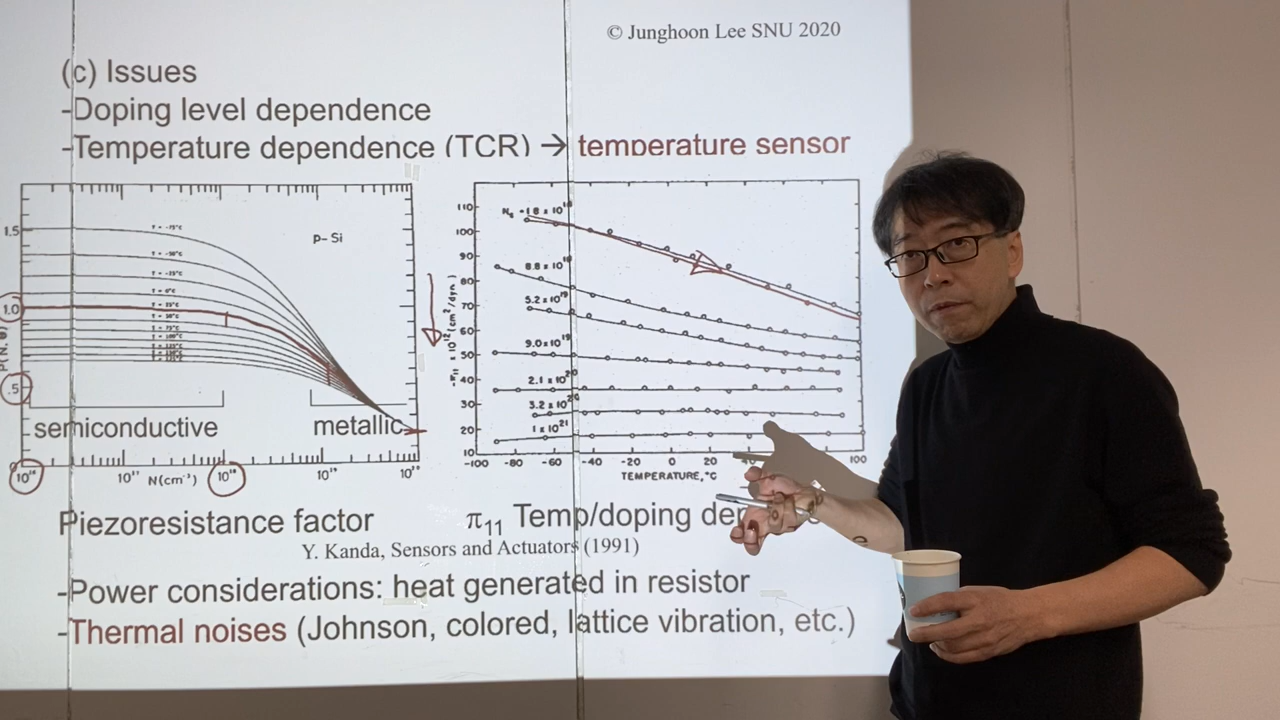 © Junghoon Lee SNU 2020
(c) Issues
-Doping level dependence
-Temperature dependence (TCR) → temperature sensor
1.5
1.0
.5
p-Si
semiconductive
metallic
N(cm⁻³)
110
100
90
80
70
60
50
40
30
20
10
8.8 x 10¹⁸
5.2 x 10¹⁹
9.0 x 10¹⁹
2.1 x 10²⁰
3.2 x 10²⁰
1 x 10²¹
-100 -80 -60 -40 -20 0 20 100
TEMPERATURE, °C
Piezoresistance factor
π₁₁ Temp/doping
Y. Kanda, Sensors and Actuators (1991)
-Power considerations: heat generated in resistor
-Thermal noises (Johnson, colored, lattice vibration, etc.)